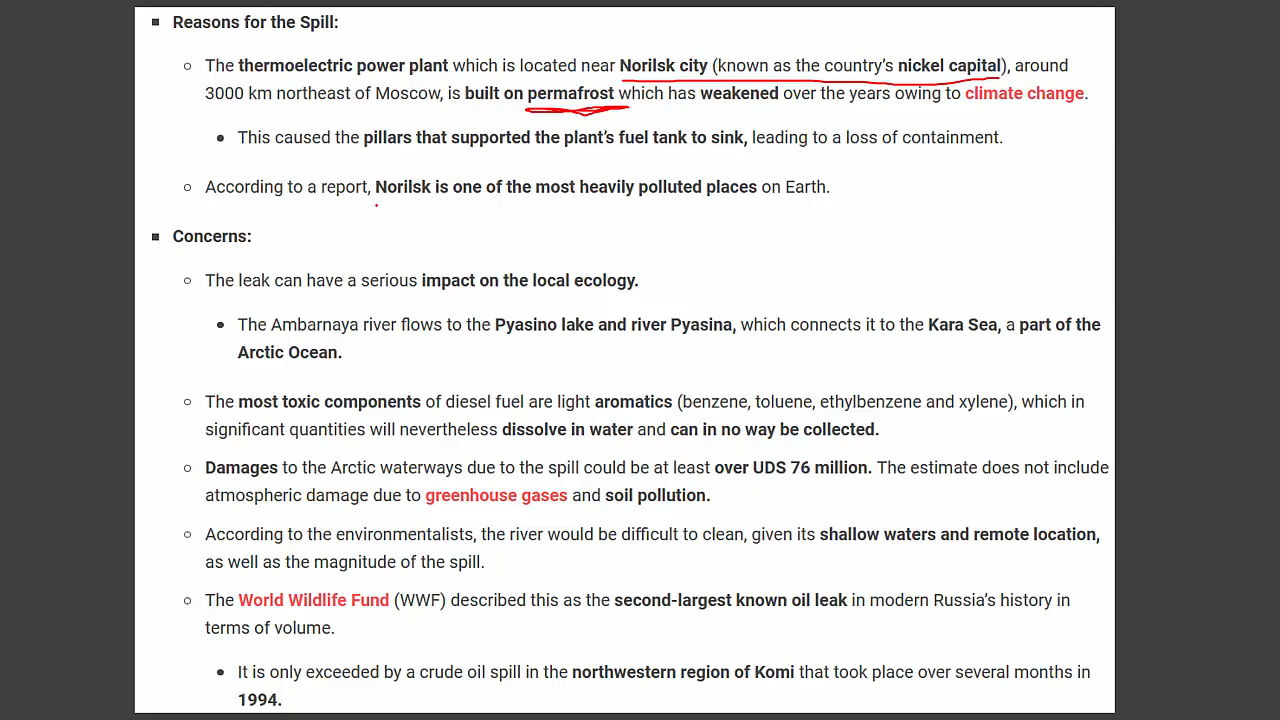 Reasons for the Spill:
The thermoelectric power plant which is located near Norilsk city (known as the country's nickel capital), around
3000 km northeast of Moscow, is built on permafrost which has weakened over the years owing to climate change.
This caused the pillars that supported the plant's fuel tank to sink, leading to a loss of containment.
According to a report, Norilsk is one of the most heavily polluted places on Earth.
Concerns:
The leak can have a serious impact on the local ecology.
The Ambarnaya river flows to the Pyasino lake and river Pyasina, which connects it to the Kara Sea, a part of the
Arctic Ocean.
The most toxic components of diesel fuel are light aromatics (benzene, toluene, ethylbenzene and xylene), which in
significant quantities will nevertheless dissolve in water and can in no way be collected.
Damages to the Arctic waterways due to the spill could be at least over UDS 76 million. The estimate does not include
atmospheric damage due to greenhouse gases and soil pollution.
According to the environmentalists, the river would be difficult to clean, given its shallow waters and remote location,
as well as the magnitude of the spill.
The World Wildlife Fund (WWF) described this as the second-largest known oil leak in modern Russia's history in
terms of volume.
It is only exceeded by a crude oil spill in the northwestern region of Komi that took place over several months in
1994.